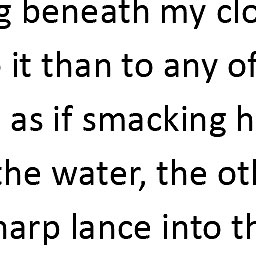 g beneath my clo
it than to any of
as if smacking h
the water, the oth
harp lance into th